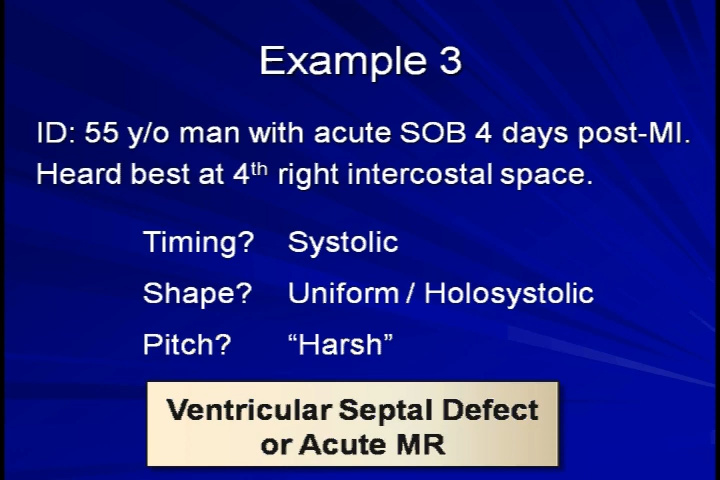 Example 3
ID: 55 y/o man with acute SOB 4 days post-MI.
Heard best at 4th right intercostal space.
Timing? Systolic
Shape? Uniform / Holosystolic
Pitch? “Harsh”
Ventricular Septal Defect
or Acute MR